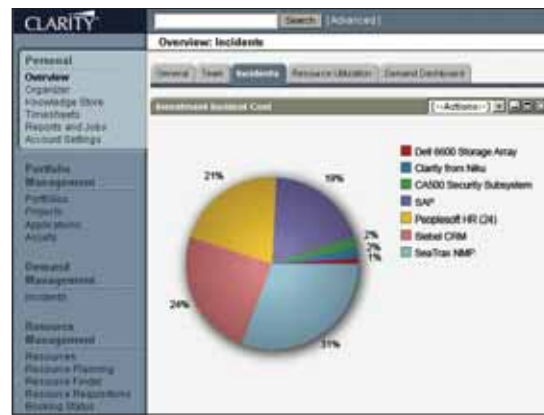 CLARITY
Search [Advanced]
Overview: Incidents
Personal
Overview
Organizer
Knowledge Store
Timesheets
Reports and Jobs
Account Settings
Portfolio
Management
Portfolios
Projects
Applications
Assets
Demand
Management
Incidents
Resource
Management
Resources
Resource Planning
Resource Finder
Resource Requisitions
Booking Status
General Team Incidents Resource Utilization Demand Dashboard
Investment Incident Cost [--Actions--]
21%
19%
2%
1%
24%
31%
Dell 6600 Storage Array
Clarity from Niku
CA500 Security Subsystem
SAP
Peoplesoft HR (24)
Siebel CRM
SeaTrax NMP